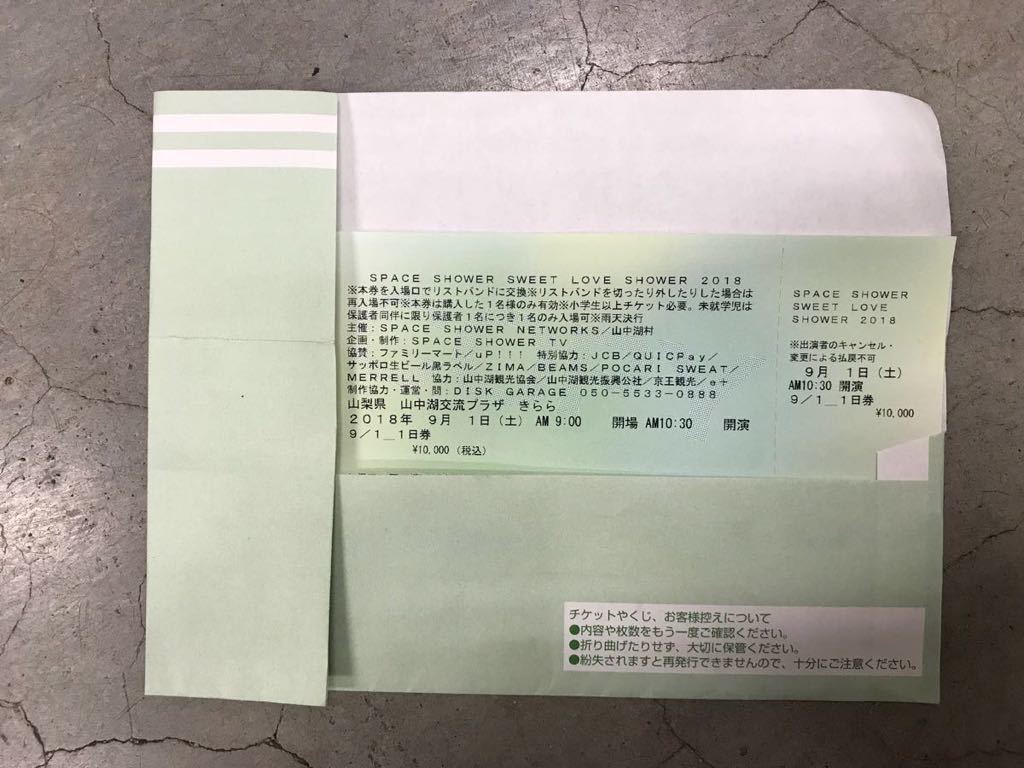 SPACE SHOWER SWEET LOVE SHOWER 2018
※本券を入場口でリストバンドに交換※リストバンドを切ったり外したりした場合は
再入場不可※本券は購入した1名様のみ有効※小学生以上チケット必要。未就学児は
保護者同伴に限り保護者1名につき1名のみ入場可※雨天決行
主催:SPACE SHOWER NETWORKS/山中湖村
企画・制作:SPACE SHOWER TV
協賛:ファミリーマート/uP!!! 特別協力:JCB/QUICPay/
サッポロ生ビール黒ラベル/ZIMA/BEAMS/POCARI SWEAT/
MERRELL 協力:山中湖観光協会/山中湖観光振興公社/京王観光/e+
制作協力・運営・問:DISK GARAGE 050-5533-0888
山梨県 山中湖交流プラザ きらら
2018年 9月 1日(土) AM 9:00 開場 AM10:30 開演
9/1__1日券
¥10,000 (税込)
SPACE SHOWER
SWEET LOVE
SHOWER 2018
※出演者のキャンセル・
変更による払戻不可
9月 1日(土)
AM10:30 開演
9/1__1日券
¥10,000
チケットやくじ、お客様控えについて
●内容や枚数をもう一度ご確認ください。
●折り曲げたりせず、大切に保管ください。
●紛失されますと再発行できませんので、十分にご注意ください。